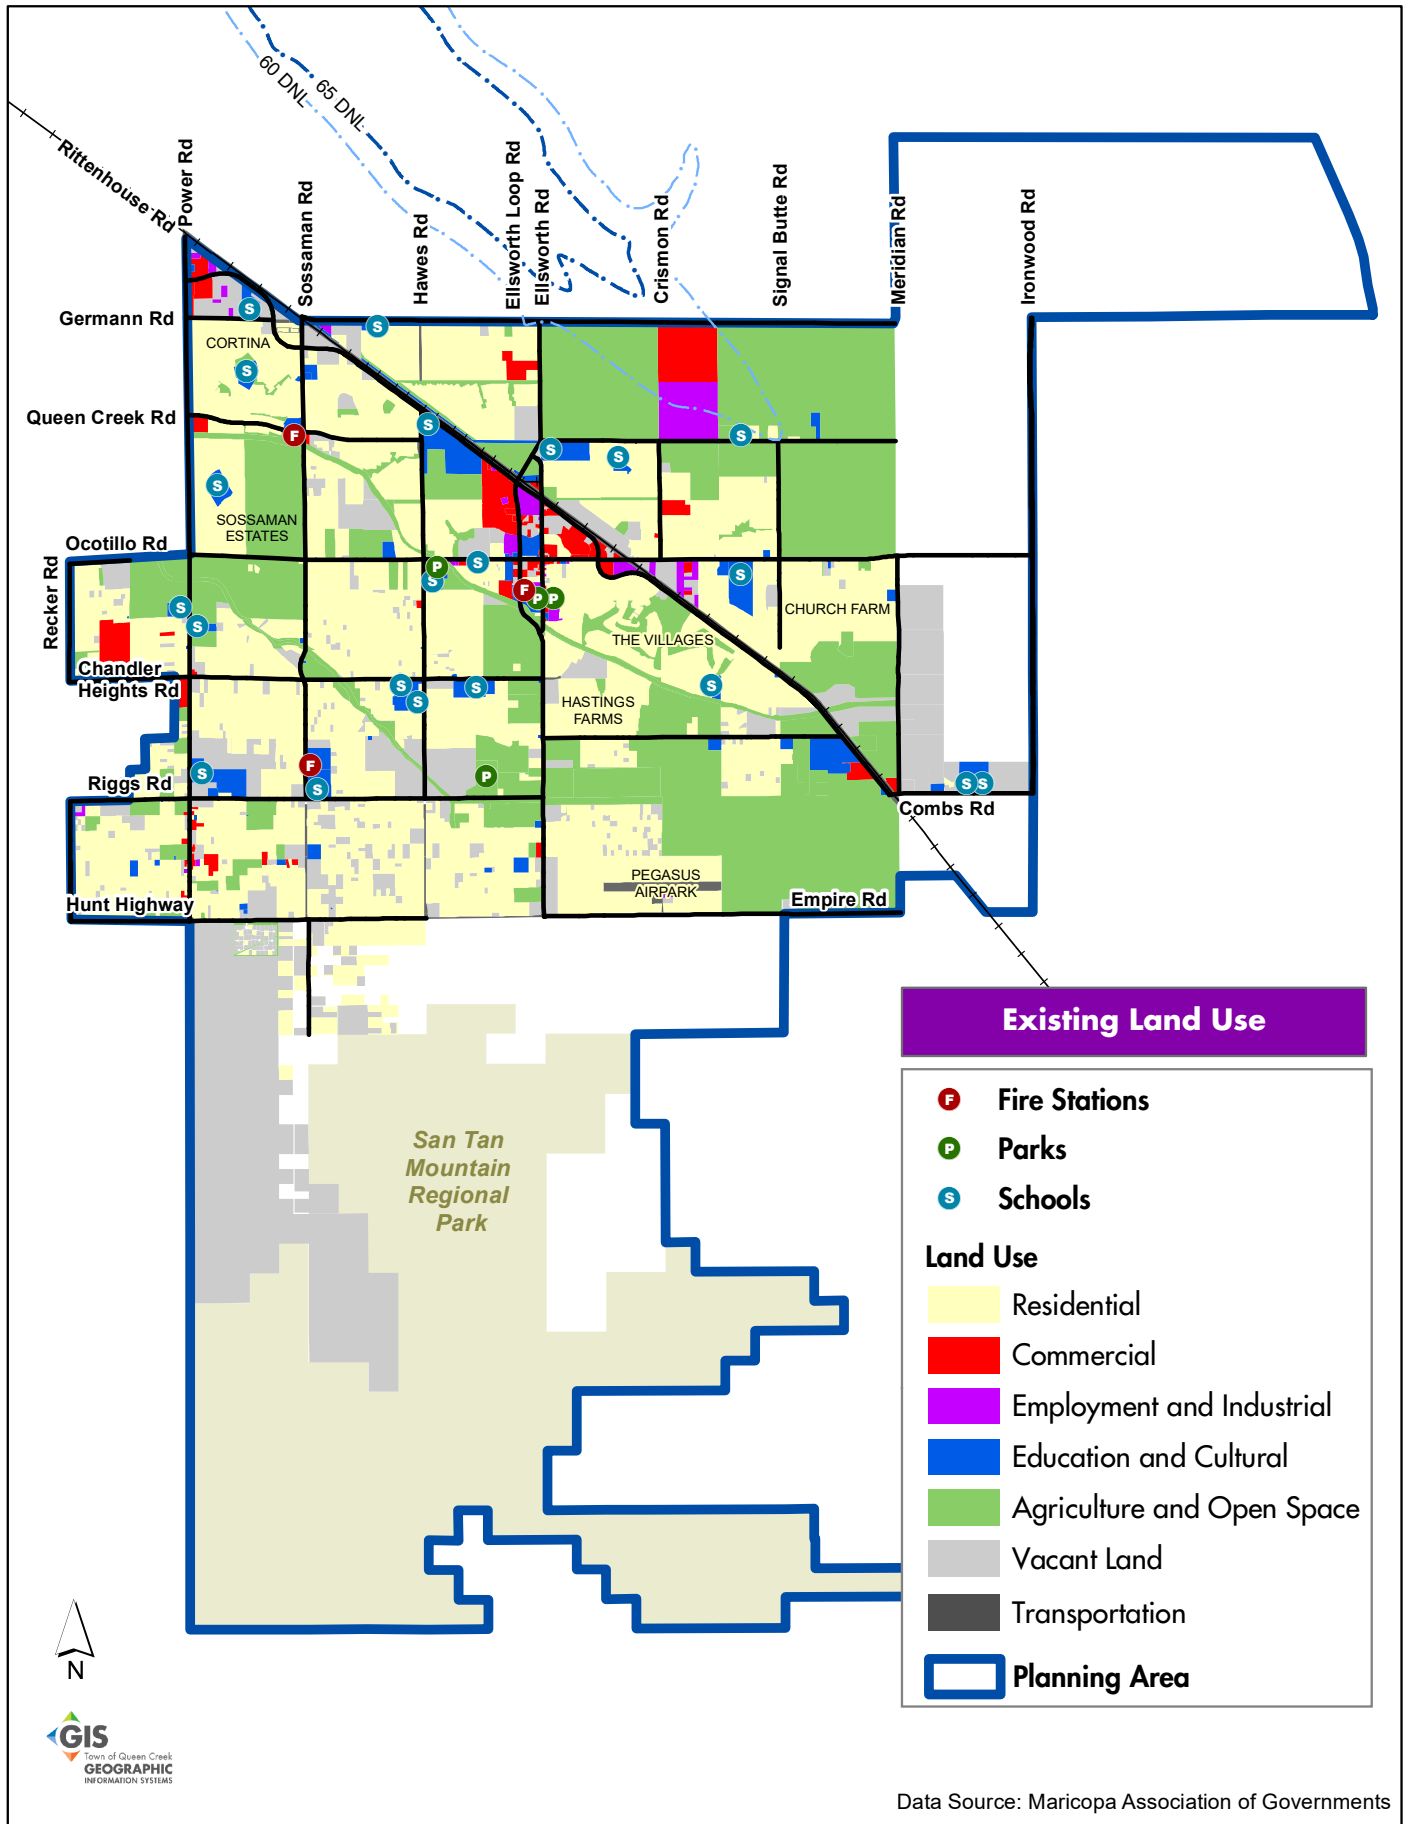 60 DNL
65 DNL
Rittenhouse Rd
Power Rd
Sossaman Rd
Hawes Rd
Ellsworth Loop Rd
Ellsworth Rd
Crismon Rd
Signal Butte Rd
Meridian Rd
Ironwood Rd
Germann Rd
S
S
CORTINA
S
Queen Creek Rd
F
S
S
S
S
S
SOSSAMAN
ESTATES
Ocotillo Rd
Recker Rd
P
S
S
S
F
P
P
S
S
CHURCH FARM
THE VILLAGES
Chandler
Heights Rd
S
S
S
S
HASTINGS
FARMS
Riggs Rd
S
F
S
P
S
S
Combs Rd
PEGASUS
AIRPARK
Hunt Highway
Empire Rd
San Tan
Mountain
Regional
Park
Existing Land Use
F Fire Stations
P Parks
S Schools
Land Use
Residential
Commercial
Employment and Industrial
Education and Cultural
Agriculture and Open Space
Vacant Land
Transportation
Planning Area
N
GIS
Town of Queen Creek
GEOGRAPHIC
INFORMATION SYSTEMS
Data Source: Maricopa Association of Governments